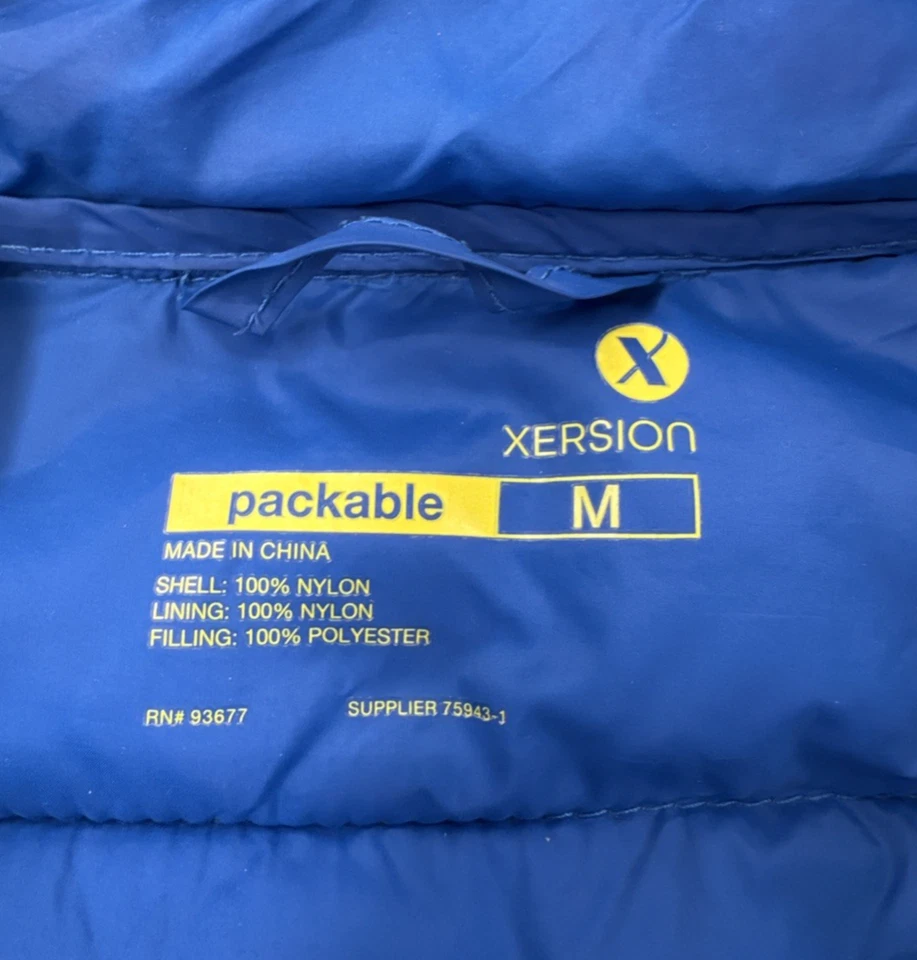 X
XERSION
packable M
MADE IN CHINA
SHELL: 100% NYLON
LINING: 100% NYLON
FILLING: 100% POLYESTER
RN# 93677 SUPPLIER 75943-1